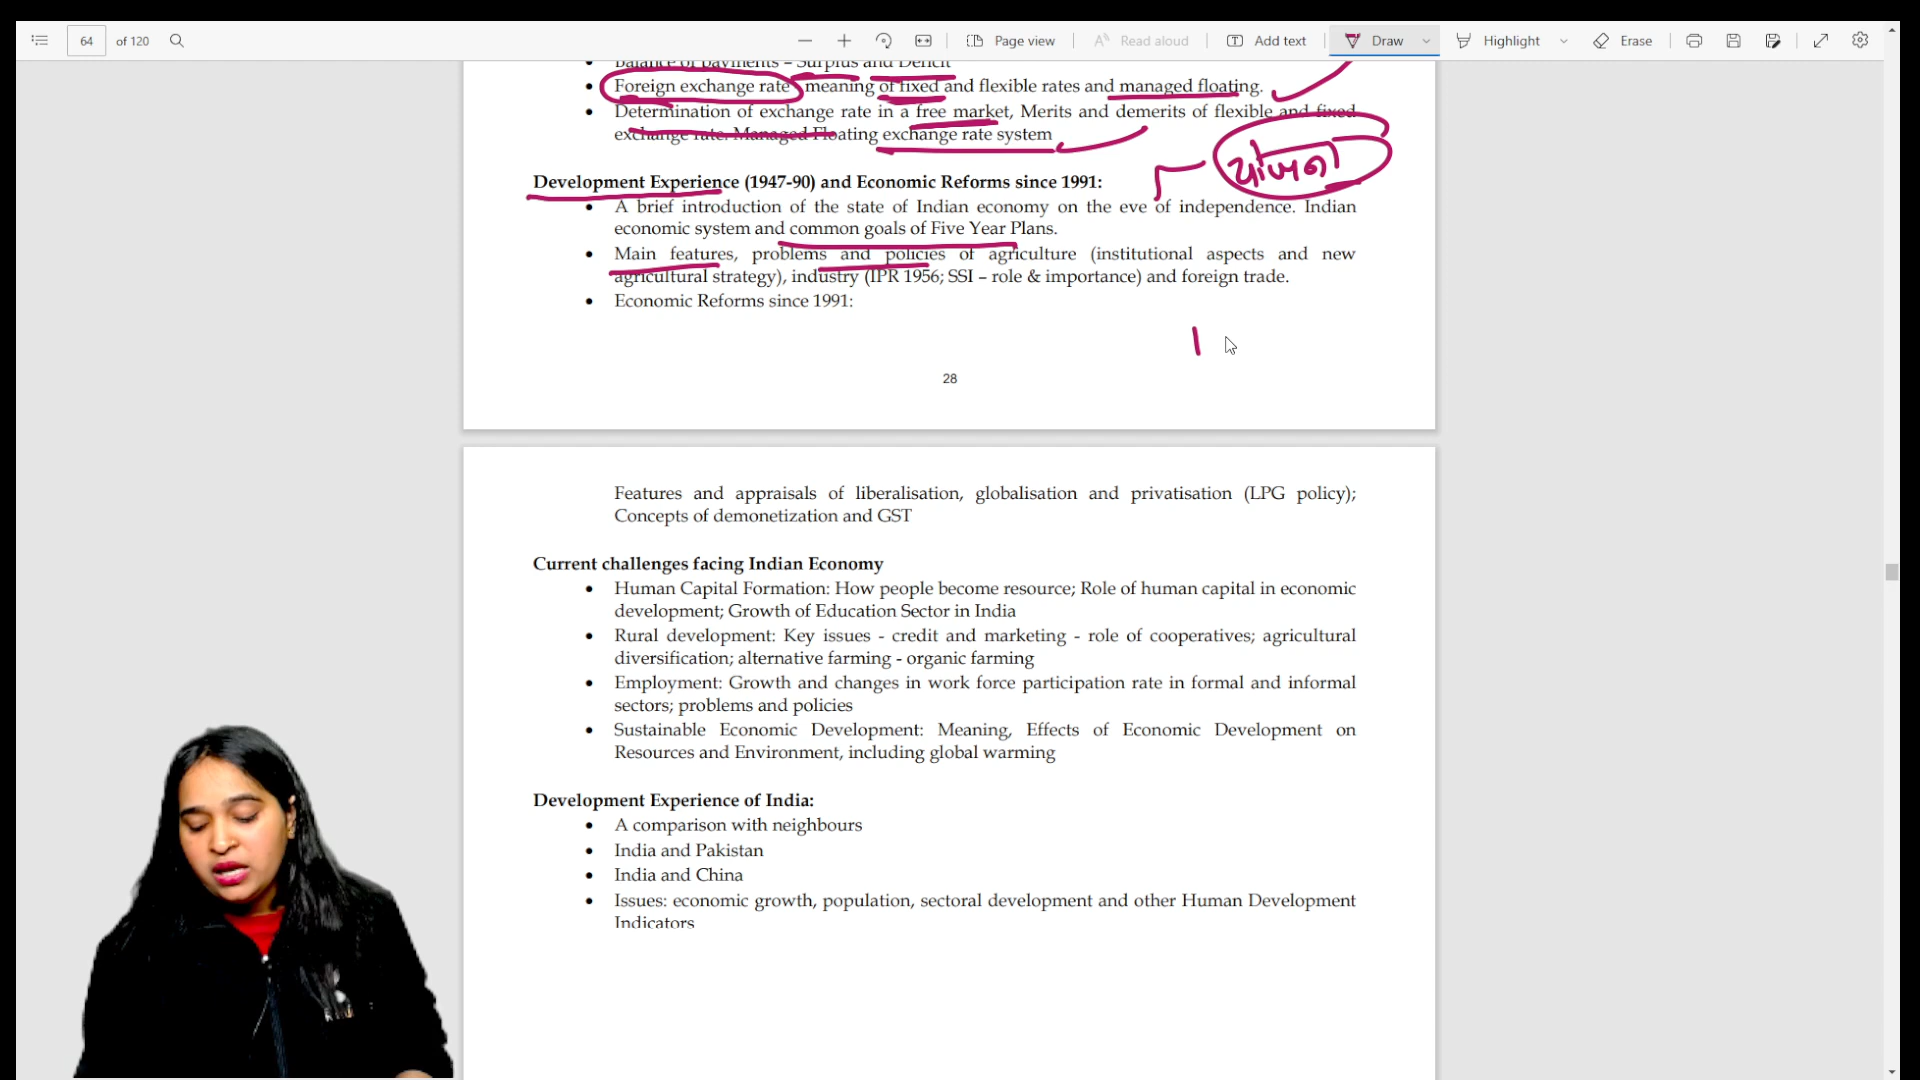 64 of 120 Page view Read aloud Add text Draw Highlight Erase
Balance of payments – Surplus and Deficit
• Foreign exchange rate – meaning of fixed and flexible rates and managed floating.
• Determination of exchange rate in a free market, Merits and demerits of flexible and fixed
exchange rate. Managed Floating exchange rate system
योजना
Development Experience (1947-90) and Economic Reforms since 1991:
• A brief introduction of the state of Indian economy on the eve of independence. Indian
economic system and common goals of Five Year Plans.
• Main features, problems and policies of agriculture (institutional aspects and new
agricultural strategy), industry (IPR 1956; SSI – role & importance) and foreign trade.
• Economic Reforms since 1991:
28
Features and appraisals of liberalisation, globalisation and privatisation (LPG policy);
Concepts of demonetization and GST
Current challenges facing Indian Economy
• Human Capital Formation: How people become resource; Role of human capital in economic
development; Growth of Education Sector in India
• Rural development: Key issues - credit and marketing - role of cooperatives; agricultural
diversification; alternative farming - organic farming
• Employment: Growth and changes in work force participation rate in formal and informal
sectors; problems and policies
• Sustainable Economic Development: Meaning, Effects of Economic Development on
Resources and Environment, including global warming
Development Experience of India:
• A comparison with neighbours
• India and Pakistan
• India and China
• Issues: economic growth, population, sectoral development and other Human Development
Indicators